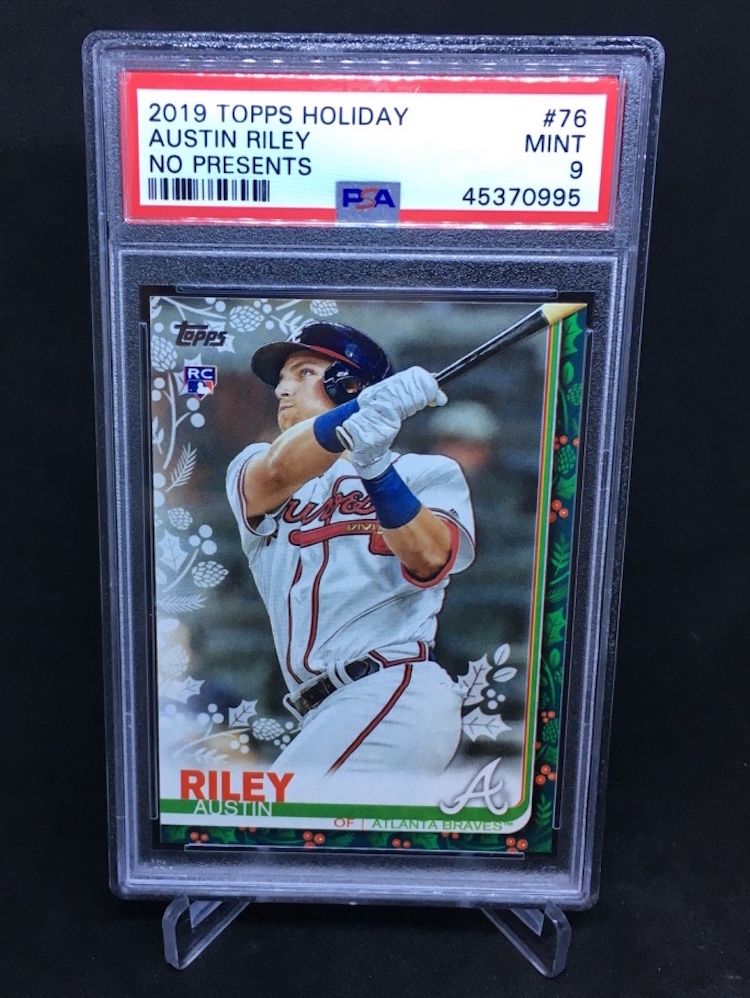 2019 TOPPS HOLIDAY #76
AUSTIN RILEY MINT
NO PRESENTS 9
PSA 45370995
topps
RC
Braves
RILEY
AUSTIN
OF | ATLANTA BRAVES™
A